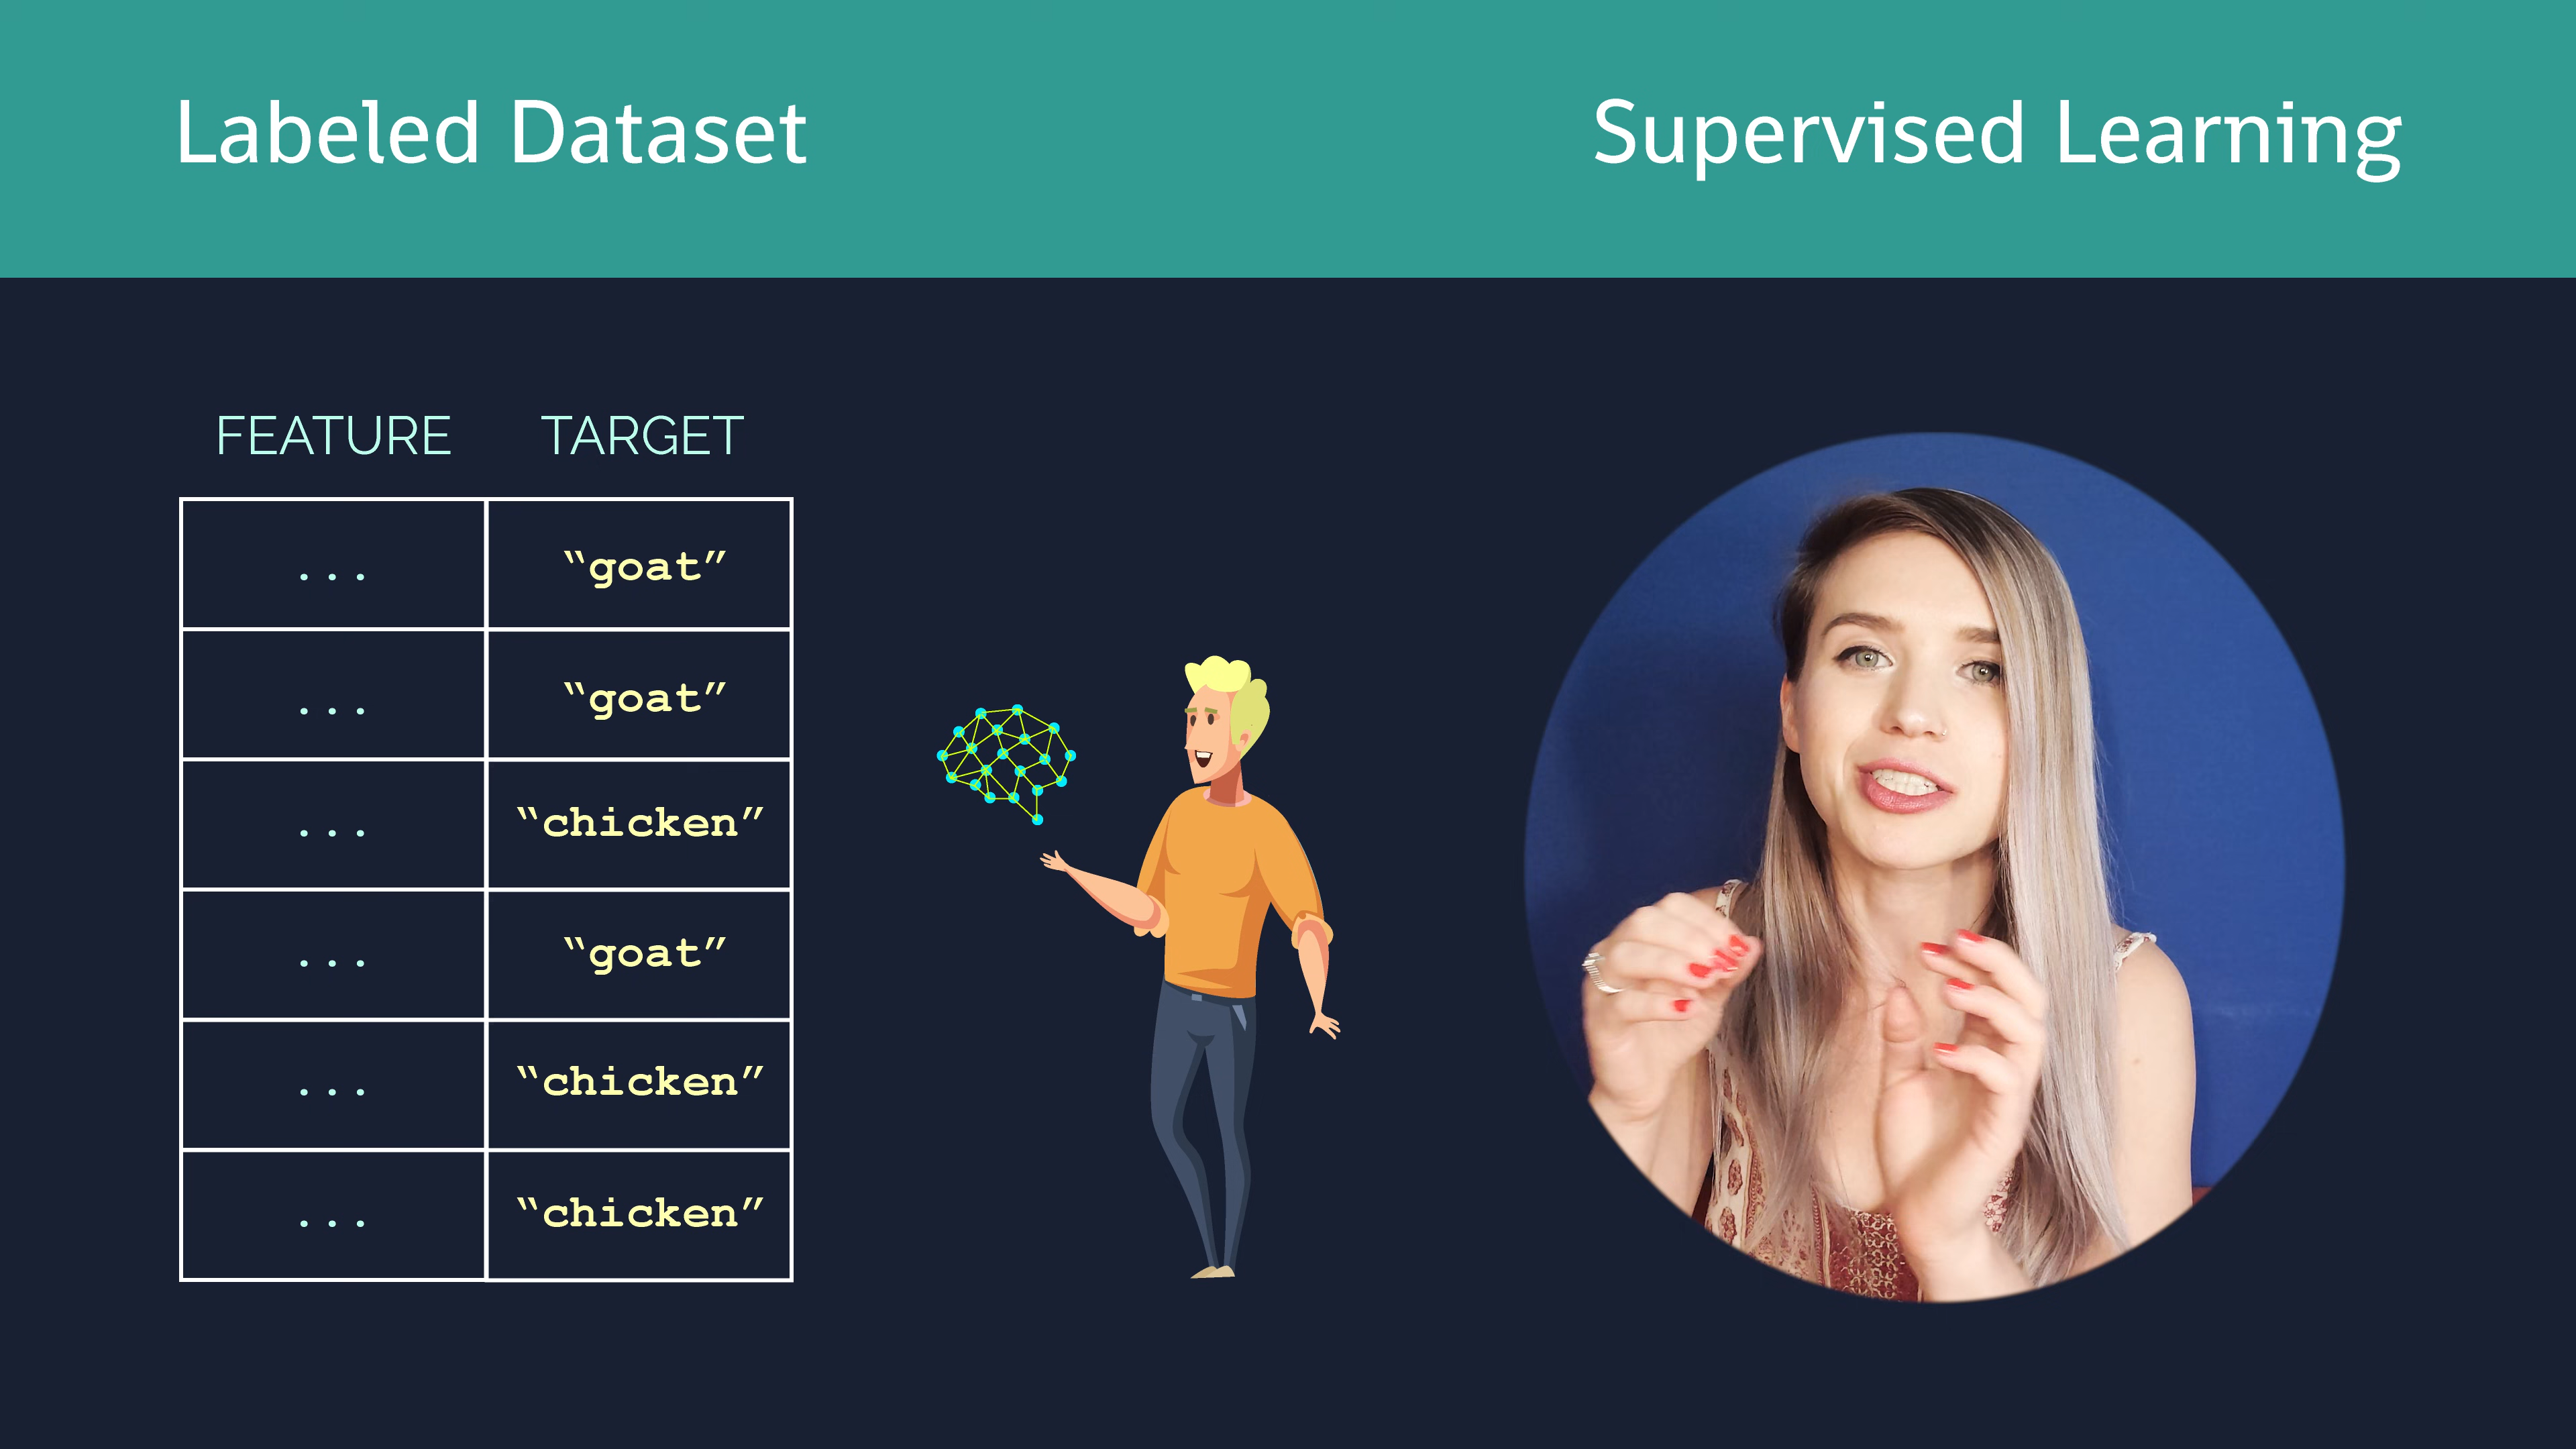 Labeled Dataset
Supervised Learning
FEATURE TARGET
... “goat”
... “goat”
... “chicken”
... “goat”
... “chicken”
... “chicken”